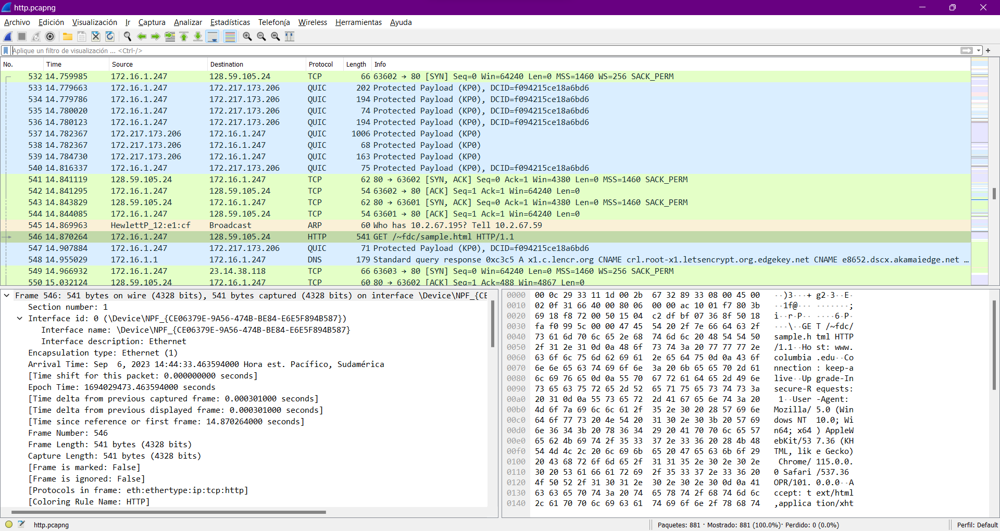 http.pcapng
Archivo Edición Visualización Ir Captura Analizar Estadísticas Telefonía Wireless Herramientas Ayuda
Aplique un filtro de visualización ... <Ctrl-/>
No. Time Source Destination Protocol Length Info
532 14.759985 172.16.1.247 128.59.105.24 TCP 66 63602 → 80 [SYN] Seq=0 Win=64240 Len=0 MSS=1460 WS=256 SACK_PERM
533 14.779663 172.16.1.247 172.217.173.206 QUIC 202 Protected Payload (KP0), DCID=f094215ce18a6bd6
534 14.779786 172.16.1.247 172.217.173.206 QUIC 194 Protected Payload (KP0), DCID=f094215ce18a6bd6
535 14.780020 172.16.1.247 172.217.173.206 QUIC 74 Protected Payload (KP0), DCID=f094215ce18a6bd6
536 14.780123 172.16.1.247 172.217.173.206 QUIC 194 Protected Payload (KP0), DCID=f094215ce18a6bd6
537 14.782367 172.217.173.206 172.16.1.247 QUIC 1006 Protected Payload (KP0)
538 14.782367 172.217.173.206 172.16.1.247 QUIC 68 Protected Payload (KP0)
539 14.784730 172.217.173.206 172.16.1.247 QUIC 163 Protected Payload (KP0)
540 14.816337 172.16.1.247 172.217.173.206 QUIC 75 Protected Payload (KP0), DCID=f094215ce18a6bd6
541 14.841119 128.59.105.24 172.16.1.247 TCP 62 80 → 63602 [SYN, ACK] Seq=0 Ack=1 Win=4380 Len=0 MSS=1460 SACK_PERM
542 14.841295 172.16.1.247 128.59.105.24 TCP 54 63602 → 80 [ACK] Seq=1 Ack=1 Win=64240 Len=0
543 14.843829 128.59.105.24 172.16.1.247 TCP 62 80 → 63601 [SYN, ACK] Seq=0 Ack=1 Win=4380 Len=0 MSS=1460 SACK_PERM
544 14.844085 172.16.1.247 128.59.105.24 TCP 54 63601 → 80 [ACK] Seq=1 Ack=1 Win=64240 Len=0
545 14.869963 HewlettP_12:e1:cf Broadcast ARP 60 Who has 10.2.67.195? Tell 10.2.67.59
546 14.870264 172.16.1.247 128.59.105.24 HTTP 541 GET /~fdc/sample.html HTTP/1.1
547 14.907884 172.16.1.247 172.217.173.206 QUIC 71 Protected Payload (KP0), DCID=f094215ce18a6bd6
548 14.955029 172.16.1.1 172.16.1.247 DNS 179 Standard query response 0xc3c5 A x1.c.lencr.org CNAME crl.root-x1.letsencrypt.org.edgekey.net CNAME e8652.dscx.akamaiedge.net …
549 14.966932 172.16.1.247 23.14.38.118 TCP 66 63603 → 80 [SYN] Seq=0 Win=64240 Len=0 MSS=1460 WS=256 SACK_PERM
550 15.032124 128.59.105.24 172.16.1.247 TCP 60 80 → 63602 [ACK] Seq=1 Ack=488 Win=4867 Len=0
Frame 546: 541 bytes on wire (4328 bits), 541 bytes captured (4328 bits) on interface \Device\NPF_{CE
Section number: 1
Interface id: 0 (\Device\NPF_{CE06379E-9A56-474B-BE84-E6E5F894B587})
Interface name: \Device\NPF_{CE06379E-9A56-474B-BE84-E6E5F894B587}
Interface description: Ethernet
Encapsulation type: Ethernet (1)
Arrival Time: Sep  6, 2023 14:44:33.463594000 Hora est. Pacífico, Sudamérica
[Time shift for this packet: 0.000000000 seconds]
Epoch Time: 1694029473.463594000 seconds
[Time delta from previous captured frame: 0.000301000 seconds]
[Time delta from previous displayed frame: 0.000301000 seconds]
[Time since reference or first frame: 14.870264000 seconds]
Frame Number: 546
Frame Length: 541 bytes (4328 bits)
Capture Length: 541 bytes (4328 bits)
[Frame is marked: False]
[Frame is ignored: False]
[Protocols in frame: eth:ethertype:ip:tcp:http]
[Coloring Rule Name: HTTP]
0000 00 0c 29 33 11 1d 00 2b 67 32 89 33 08 00 45 00 ··)3···+ g2·3··E·
0010 02 0f 31 66 40 00 80 06 00 00 ac 10 01 f7 80 3b ··1f@··· ·······;
0020 69 18 f8 72 00 50 15 04 c2 df bf 07 36 8f 50 18 i··r·P·· ····6·P·
0030 fa f0 99 5c 00 00 47 45 54 20 2f 7e 66 64 63 2f ···\··GE T /~fdc/
0040 73 61 6d 70 6c 65 2e 68 74 6d 6c 20 48 54 54 50 sample.h tml HTTP
0050 2f 31 2e 31 0d 0a 48 6f 73 74 3a 20 77 77 77 2e /1.1··Ho st: www.
0060 63 6f 6c 75 6d 62 69 61 2e 65 64 75 0d 0a 43 6f columbia .edu··Co
0070 6e 6e 65 63 74 69 6f 6e 3a 20 6b 65 65 70 2d 61 nnection : keep-a
0080 6c 69 76 65 0d 0a 55 70 67 72 61 64 65 2d 49 6e live··Up grade-In
0090 73 65 63 75 72 65 2d 52 65 71 75 65 73 74 73 3a secure-R equests:
00a0 20 31 0d 0a 55 73 65 72 2d 41 67 65 6e 74 3a 20 1··User -Agent:
00b0 4d 6f 7a 69 6c 6c 61 2f 35 2e 30 20 28 57 69 6e Mozilla/ 5.0 (Win
00c0 64 6f 77 73 20 4e 54 20 31 30 2e 30 3b 20 57 69 dows NT 10.0; Wi
00d0 6e 36 34 3b 20 78 36 34 29 20 41 70 70 6c 65 57 n64; x64 ) AppleW
00e0 65 62 4b 69 74 2f 35 33 37 2e 33 36 20 28 4b 48 ebKit/53 7.36 (KH
00f0 54 4d 4c 2c 20 6c 69 6b 65 20 47 65 63 6b 6f 29 TML, lik e Gecko)
0100 20 43 68 72 6f 6d 65 2f 31 31 35 2e 30 2e 30 2e Chrome/ 115.0.0.
0110 30 20 53 61 66 61 72 69 2f 35 33 37 2e 33 36 20 0 Safari /537.36
0120 4f 50 52 2f 31 30 31 2e 30 2e 30 2e 30 0d 0a 41 OPR/101. 0.0.0··A
0130 63 63 65 70 74 3a 20 74 65 78 74 2f 68 74 6d 6c ccept: t ext/html
0140 2c 61 70 70 6c 69 63 61 74 69 6f 6e 2f 78 68 74 ,applica tion/xht
http.pcapng Paquetes: 881 · Mostrado: 881 (100.0%) · Perdido: 0 (0.0%) Perfil: Default